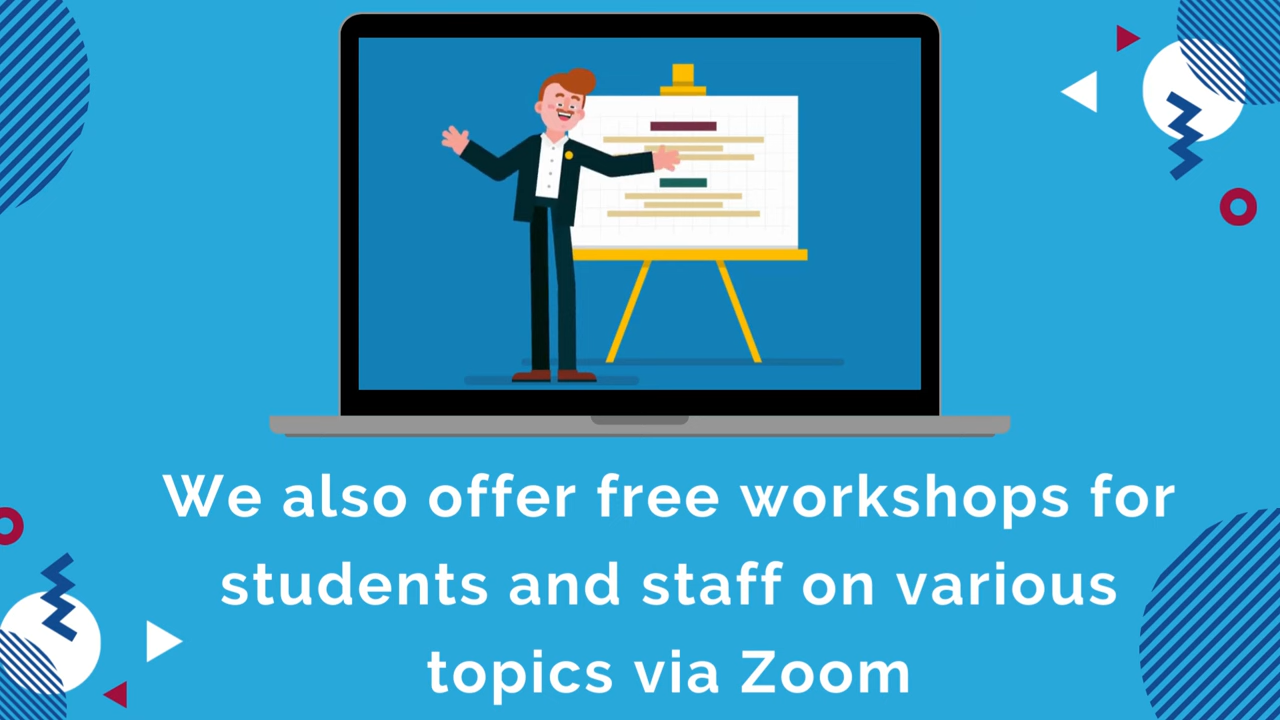 We also offer free workshops for
students and staff on various
topics via Zoom